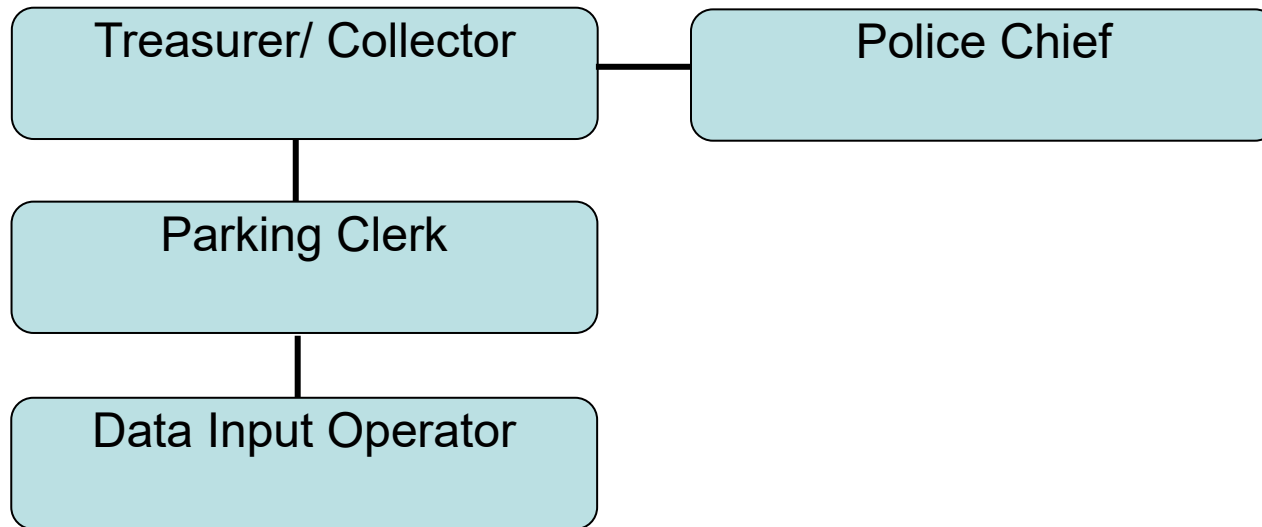 Treasurer/ Collector
Police Chief
Parking Clerk
Data Input Operator